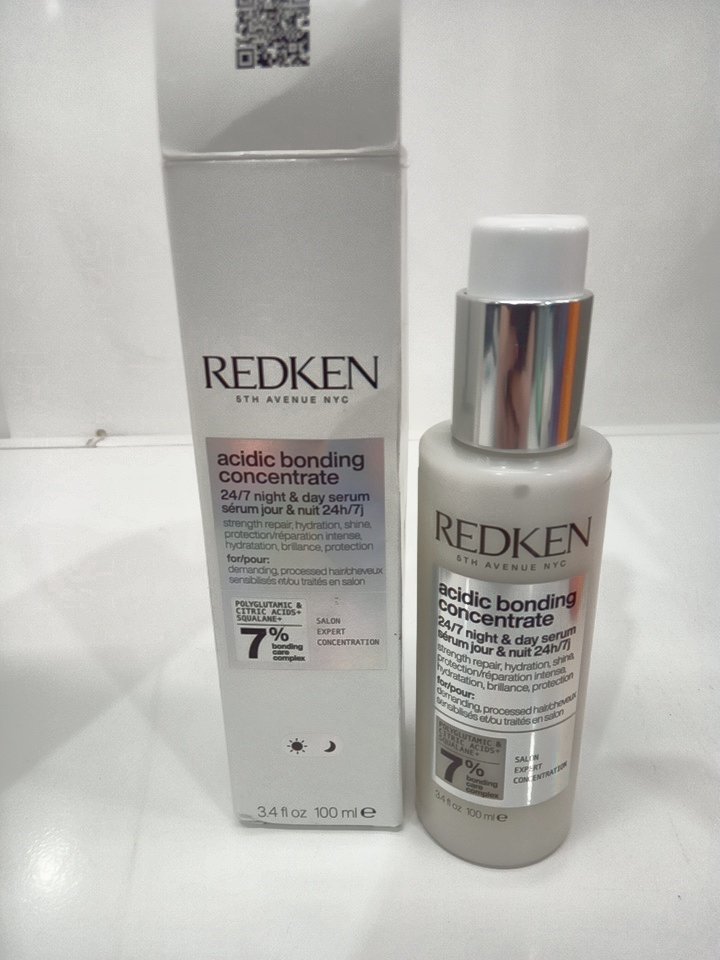 REDKEN
5TH AVENUE NYC
acidic bonding
concentrate
24/7 night & day serum
sérum jour & nuit 24h/7j
strength repair, hydration, shine,
protection/réparation intense,
hydratation, brillance, protection
for/pour:
demanding, processed hair/cheveux
sensibilisés et/ou traités en salon
POLYGLUTAMIC &
CITRIC ACIDS+
SQUALANE+
7%
bonding
care
complex
SALON
EXPERT
CONCENTRATION
3.4 fl oz 100 ml e
REDKEN
5TH AVENUE NYC
acidic bonding
concentrate
24/7 night & day serum
sérum jour & nuit 24h/7j
strength repair, hydration, shine,
protection/réparation intense,
hydratation, brillance, protection
for/pour:
demanding, processed hair/cheveux
sensibilisés et/ou traités en salon
POLYGLUTAMIC &
CITRIC ACIDS+
SQUALANE+
7%
bonding
care
complex
SALON
EXPERT
CONCENTRATION
3.4 fl oz 100 ml e